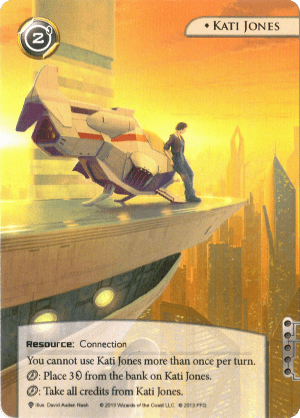 • Kati Jones
2
Resource: Connection
You cannot use Kati Jones more than once per turn.
: Place 3 from the bank on Kati Jones.
: Take all credits from Kati Jones.
Illus. David Auden Nash © 2013 Wizards of the Coast LLC. © 2013 FFG